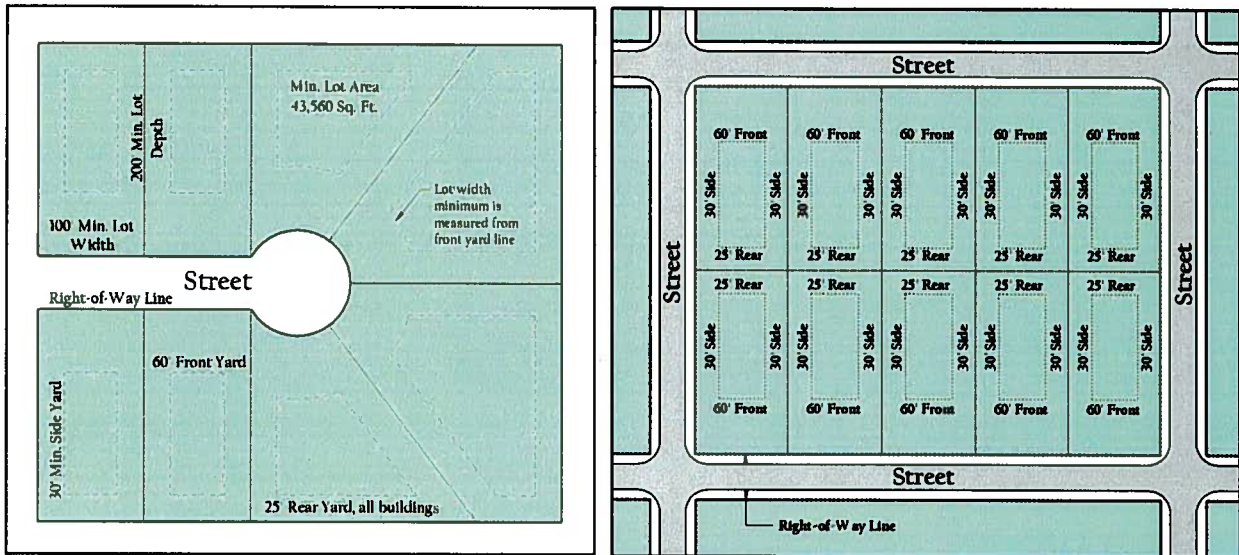 Min. Lot Area
43,560 Sq. Ft.
200' Min. Lot
Depth
Lot width
minimum is
measured from
front yard line
100' Min. Lot
Width
Street
Right-of-Way Line
60' Front Yard
30' Min. Side Yard
25' Rear Yard, all buildings
Street
60' Front
60' Front
60' Front
60' Front
60' Front
30' Side
30' Side
30' Side
30' Side
30' Side
30' Side
30' Side
30' Side
30' Side
30' Side
25' Rear
25' Rear
25' Rear
25' Rear
25' Rear
Street
Street
25' Rear
25' Rear
25' Rear
25' Rear
25' Rear
30' Side
30' Side
30' Side
30' Side
30' Side
30' Side
30' Side
30' Side
30' Side
30' Side
60' Front
60' Front
60' Front
60' Front
60' Front
Street
Right-of-Way Line